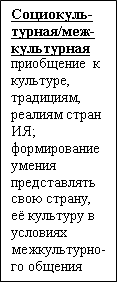 Социокуль-
турная/меж-
культурная
приобщение к
культуре,
традициям,
реалиям стран
ИЯ;
формирование
умения
представлять
свою страну,
её культуру в
условиях
межкультурно-
го общения